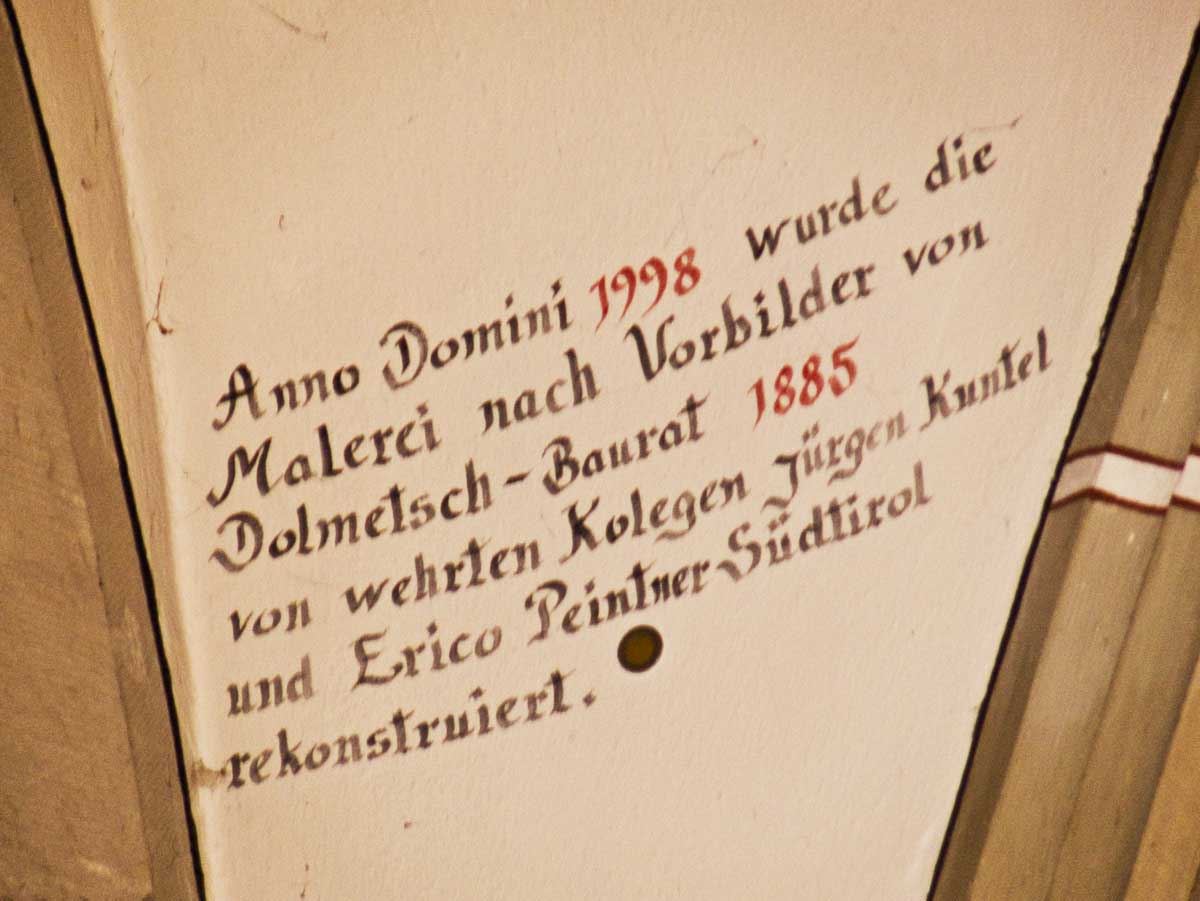 Anno Domini 1998 wurde die
Malerei nach Vorbilder von
Dolmetsch-Baurat 1885
von wehrten Kolegen Jürgen Kuntel
und Erico Peintner-Südtirol
rekonstruiert.